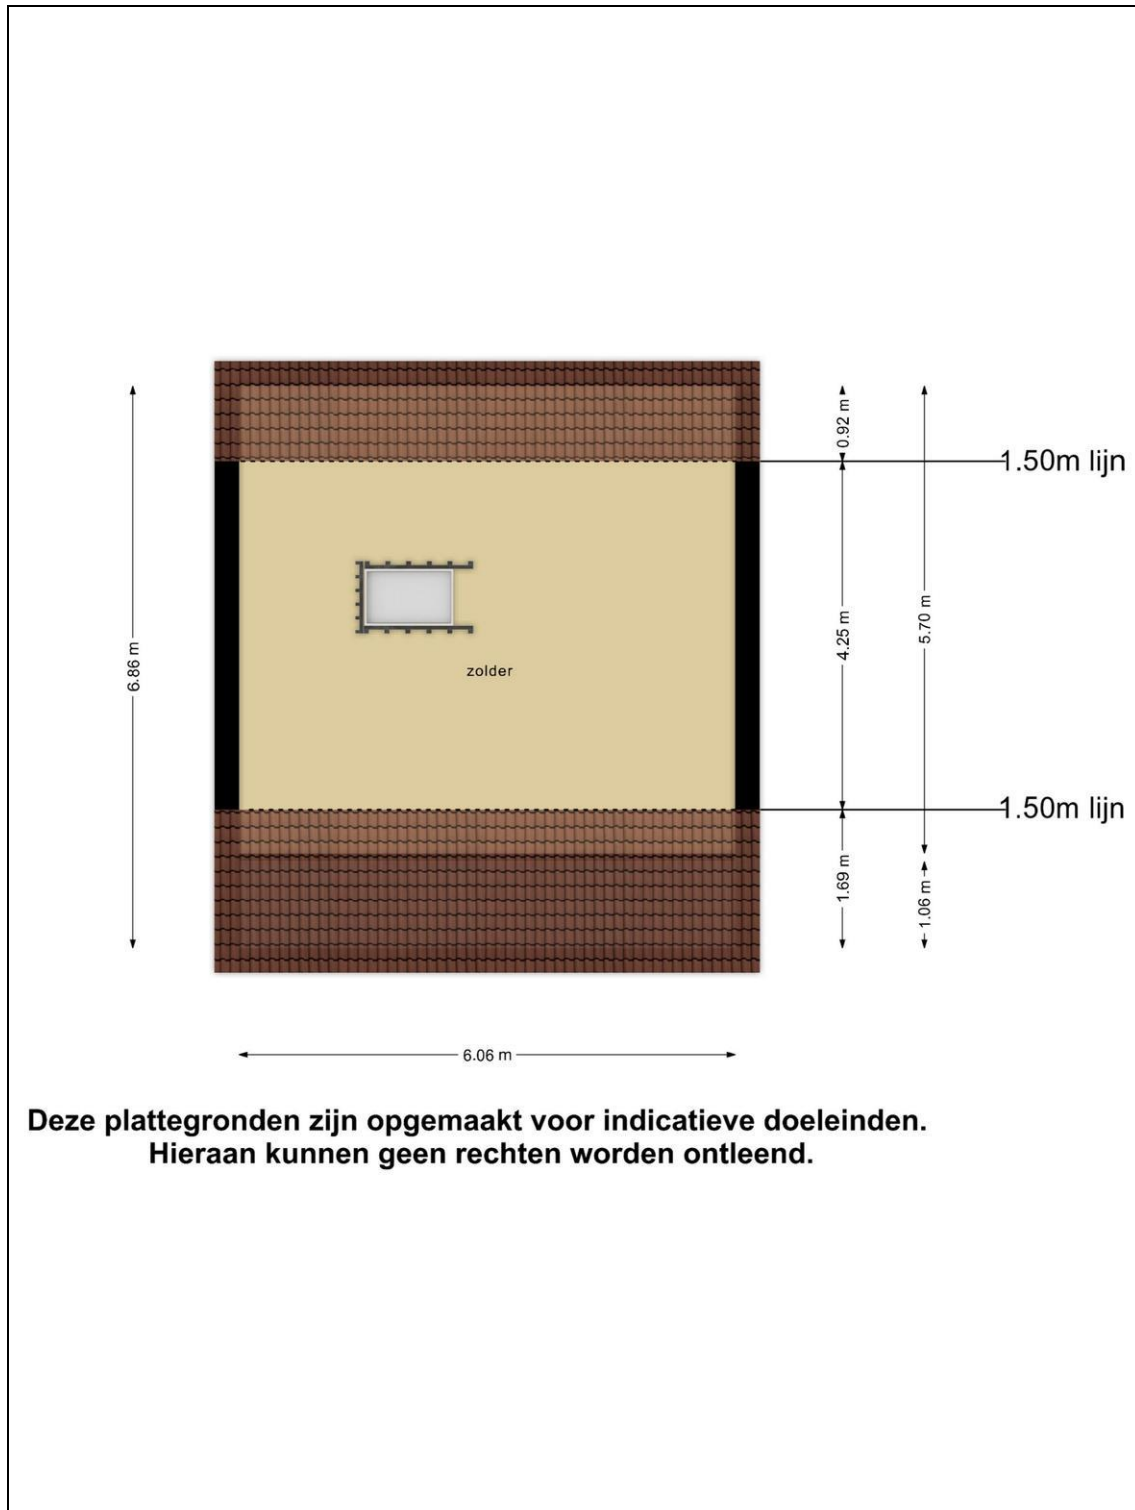 0.92 m
1.50m lijn
4.25 m
5.70 m
6.86 m
zolder
1.50m lijn
1.69 m
1.06 m
6.06 m
Deze plattegronden zijn opgemaakt voor indicatieve doeleinden.
Hieraan kunnen geen rechten worden ontleend.